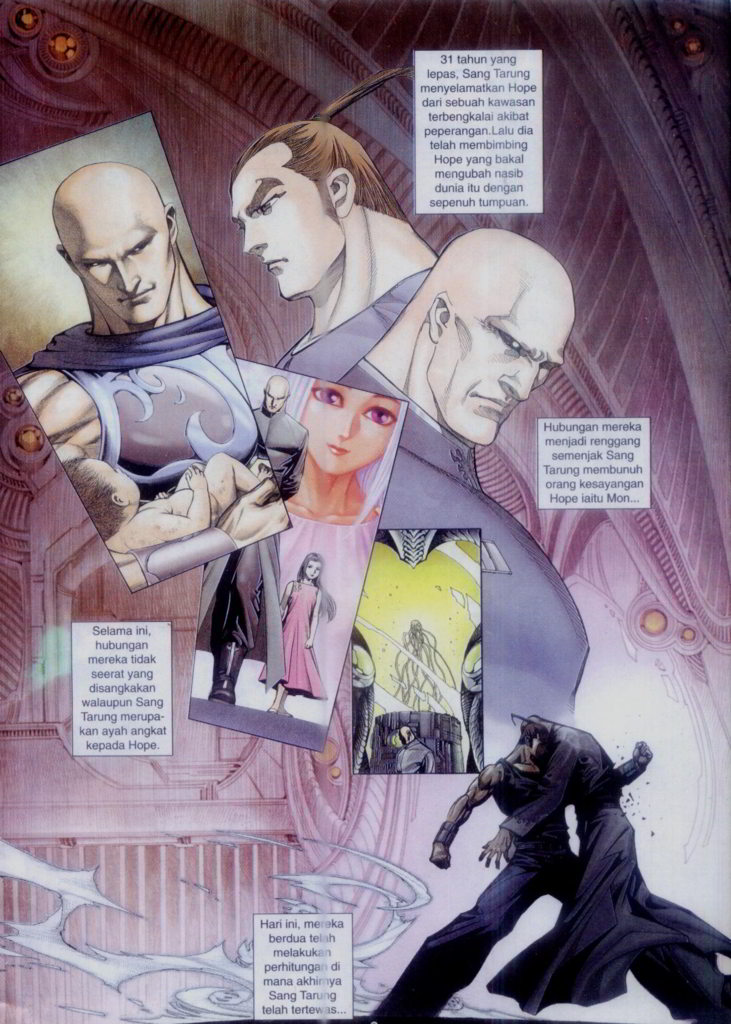 31 tahun yang
lepas, Sang Tarung
menyelamatkan Hope
dari sebuah kawasan
terbengkalai akibat
peperangan.Lalu dia
telah membimbing
Hope yang bakal
mengubah nasib
dunia itu dengan
sepenuh tumpuan.
Hubungan mereka
menjadi renggang
semenjak Sang
Tarung membunuh
orang kesayangan
Hope iaitu Mon...
Selama ini,
hubungan
mereka tidak
seerat yang
disangkakan
walaupun Sang
Tarung merupa-
kan ayah angkat
kepada Hope.
Hari ini, mereka
berdua telah
melakukan
perhitungan di
mana akhirnya
Sang Tarung
telah tertewas...